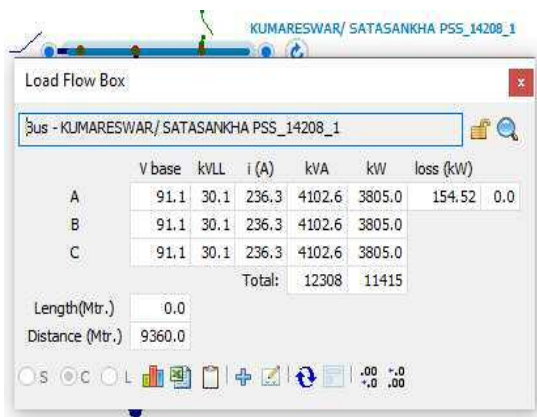 KUMARESWAR/ SATASANKHA PSS_14208_1
Load Flow Box
x
Bus - KUMARESWAR/ SATASANKHA PSS_14208_1
V base kVLL i (A) kVA kW loss (kW)
A 91.1 30.1 236.3 4102.6 3805.0 154.52 0.0
B 91.1 30.1 236.3 4102.6 3805.0
C 91.1 30.1 236.3 4102.6 3805.0
Total: 12308 11415
Length(Mtr.) 0.0
Distance (Mtr.) 9360.0
S C L .00 +.0 *.0 .00